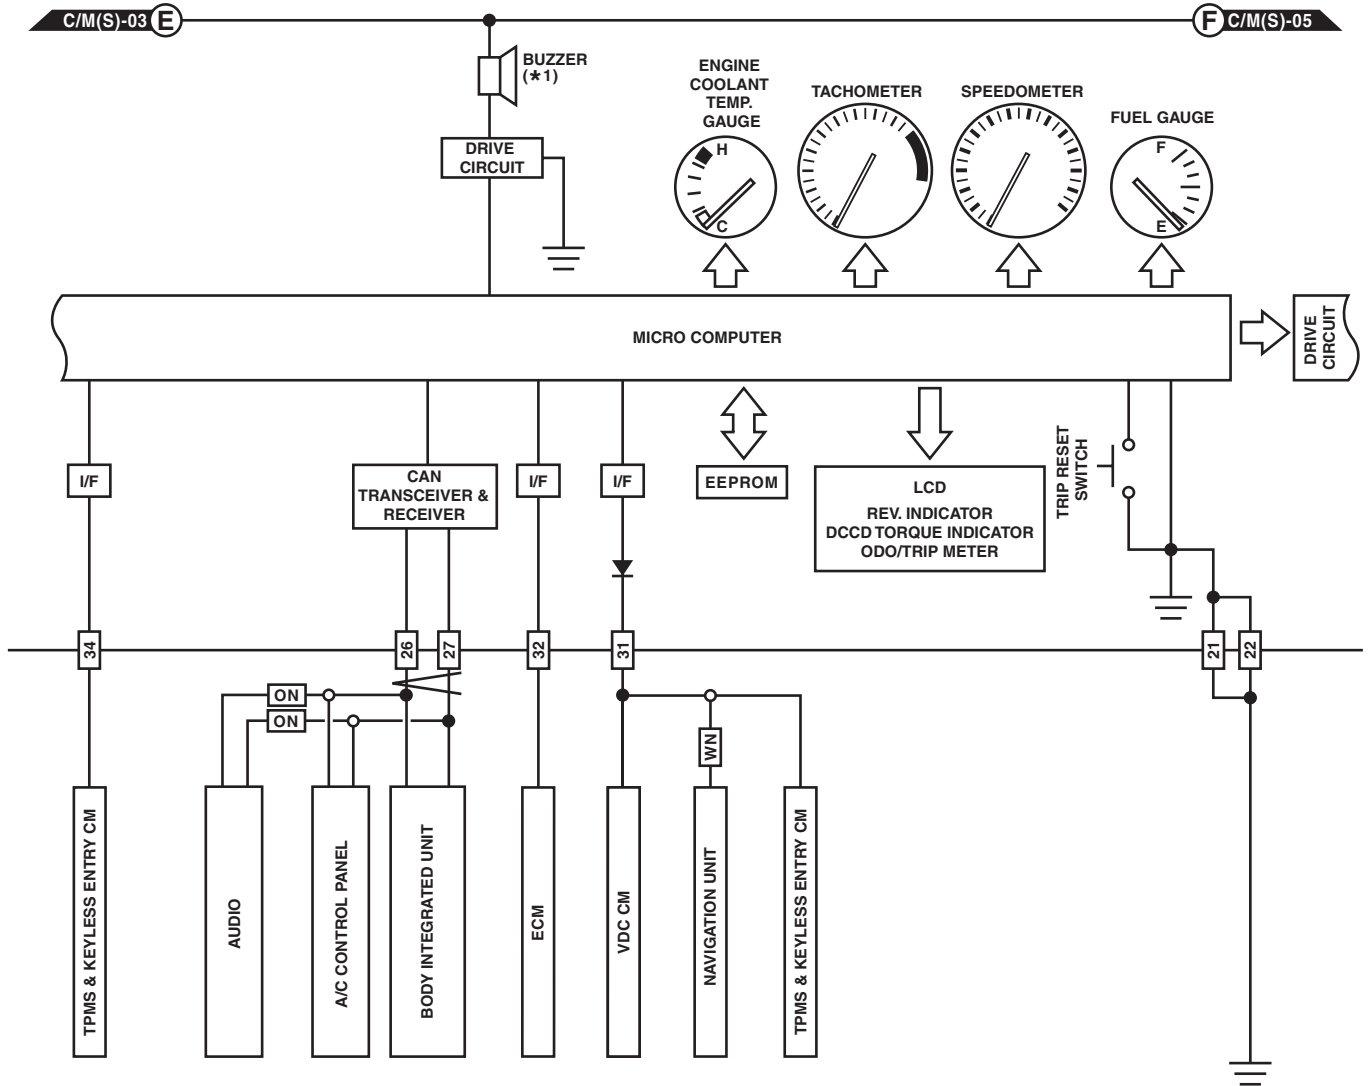 C/M(S)-03 E
F C/M(S)-05
BUZZER
(*1)
ENGINE
COOLANT
TEMP.
GAUGE
TACHOMETER
SPEEDOMETER
FUEL GAUGE
H
C
F
E
DRIVE
CIRCUIT
MICRO COMPUTER
DRIVE
CIRCUIT
I/F
CAN
TRANSCEIVER &
RECEIVER
I/F
I/F
EEPROM
LCD
REV. INDICATOR
DCCD TORQUE INDICATOR
ODO/TRIP METER
TRIP RESET
SWITCH
34
26
27
32
31
21
22
ON
ON
WN
TPMS & KEYLESS ENTRY CM
AUDIO
A/C CONTROL PANEL
BODY INTEGRATED UNIT
ECM
VDC CM
NAVIGATION UNIT
TPMS & KEYLESS ENTRY CM